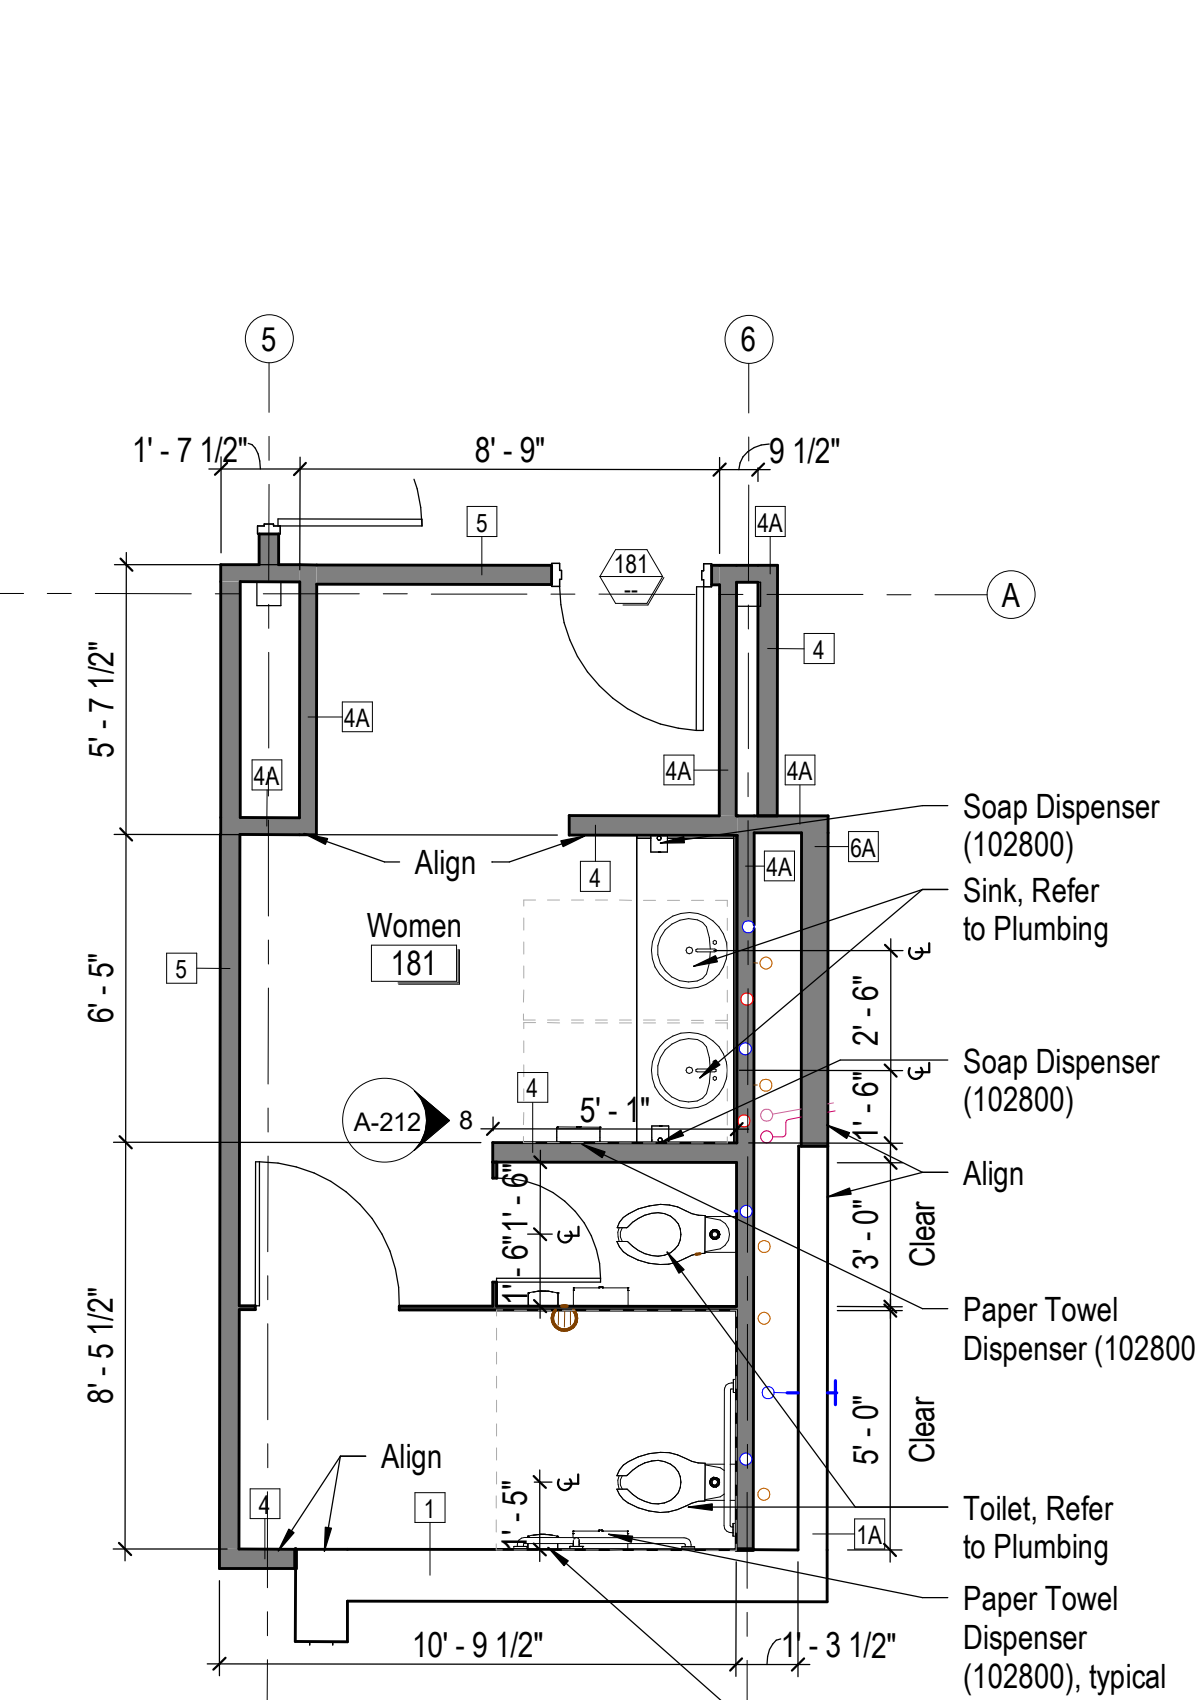 5
6
1' - 7 1/2"
8' - 9"
9 1/2"
5
4A
181
--
A
4
5' - 7 1/2"
4A
4A
4A
4A
Soap Dispenser
(102800)
Align
4
4A
6A
Sink, Refer
to Plumbing
Women
181
5
6' - 5"
2' - 6"
Soap Dispenser
(102800)
4
5' - 1"
A-212
8
1' - 6"
Align
1' - 6"
1' - 6"
3' - 0"
Clear
Paper Towel
Dispenser (102800
8' - 5 1/2"
5' - 0"
Clear
Align
4
1
1' - 5"
Toilet, Refer
to Plumbing
1A
Paper Towel
Dispenser
(102800), typical
10' - 9 1/2"
1' - 3 1/2"